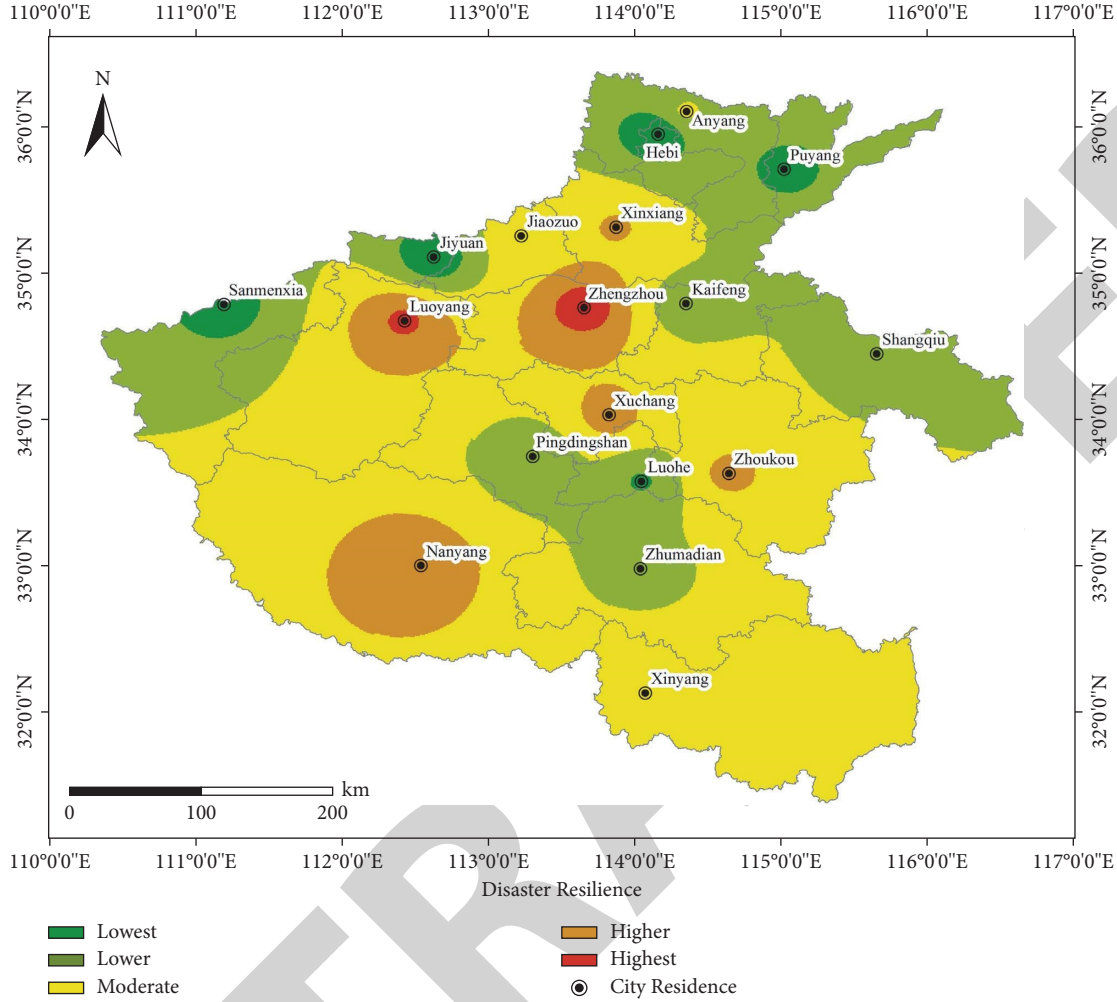 110°0'0"E 111°0'0"E 112°0'0"E 113°0'0"E 114°0'0"E 115°0'0"E 116°0'0"E 117°0'0"E
N
36°0'0"N
36°0'0"N
Anyang
Hebi
Puyang
Xinxiang
Jiaozuo
Jiyuan
35°0'0"N
35°0'0"N
Sanmenxia
Luoyang
Zhengzhou
Kaifeng
Shangqiu
34°0'0"N
34°0'0"N
Xuchang
Pingdingshan
Luohe
Zhoukou
33°0'0"N
33°0'0"N
Nanyang
Zhumadian
32°0'0"N
32°0'0"N
Xinyang
km
0 100 200
110°0'0"E 111°0'0"E 112°0'0"E 113°0'0"E 114°0'0"E 115°0'0"E 116°0'0"E 117°0'0"E
Disaster Resilience
Lowest
Lower
Moderate
Higher
Highest
City Residence